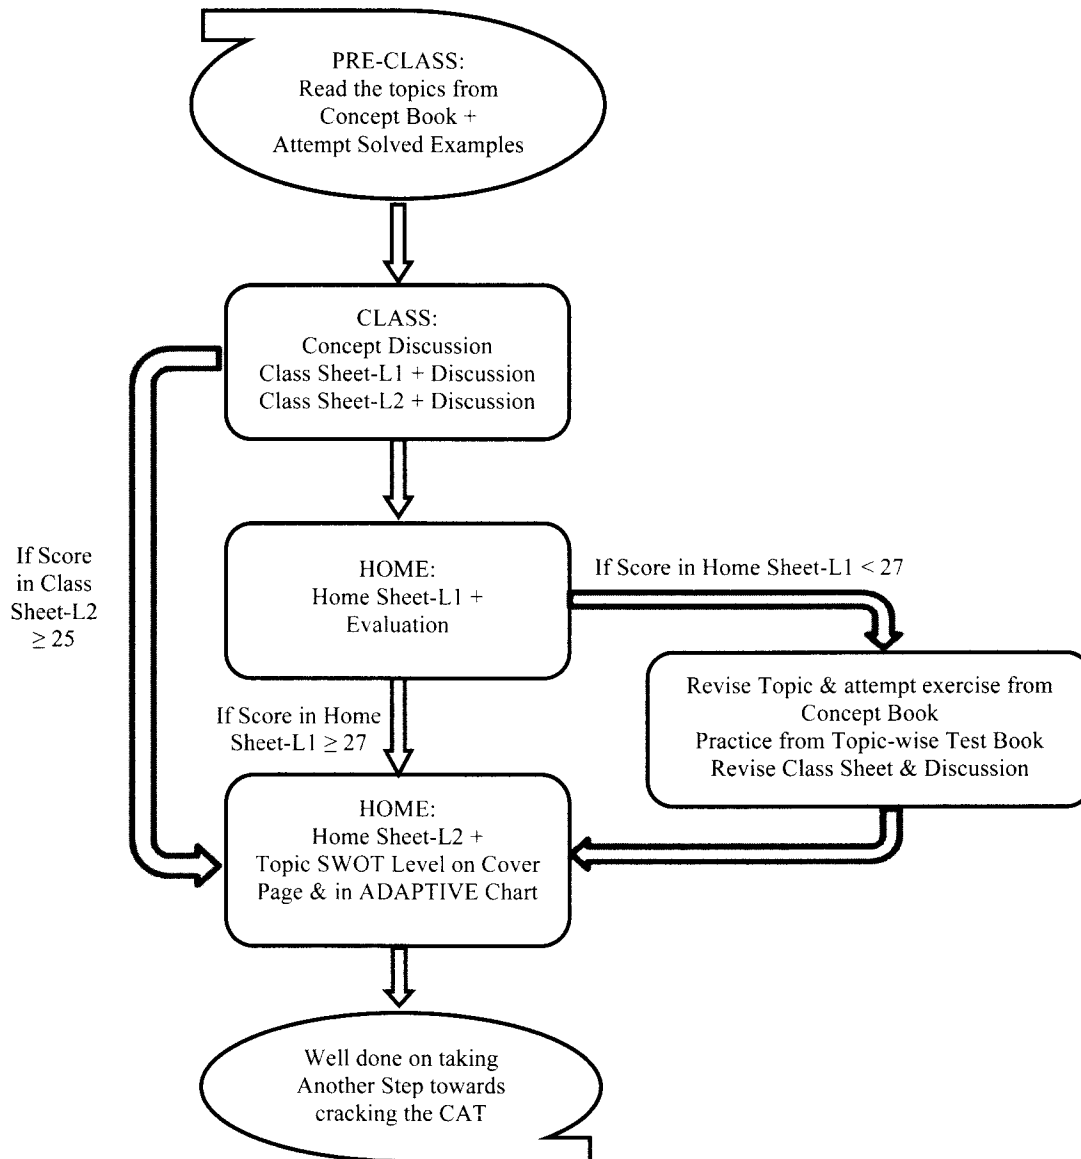 PRE-CLASS:
Read the topics from
Concept Book +
Attempt Solved Examples
CLASS:
Concept Discussion
Class Sheet-L1 + Discussion
Class Sheet-L2 + Discussion
If Score
in Class
Sheet-L2
≥ 25
HOME:
Home Sheet-L1 +
Evaluation
If Score in Home Sheet-L1 < 27
Revise Topic & attempt exercise from
Concept Book
Practice from Topic-wise Test Book
Revise Class Sheet & Discussion
If Score in Home
Sheet-L1 ≥ 27
HOME:
Home Sheet-L2 +
Topic SWOT Level on Cover
Page & in ADAPTIVE Chart
Well done on taking
Another Step towards
cracking the CAT